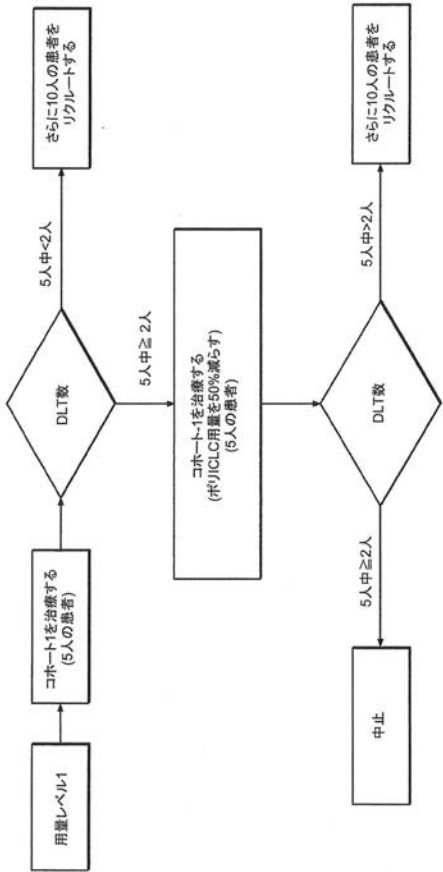 用量レベル1
コホート1を治療する
(5人の患者)
DLT数
5人中<2人
さらに10人の患者を
リクルートする
5人中≧ 2人
コホート-1を治療する
(ポリICLC用量を50%減らす)
(5人の患者)
DLT数
5人中≧2人
中止
5人中>2人
さらに10人の患者を
リクルートする